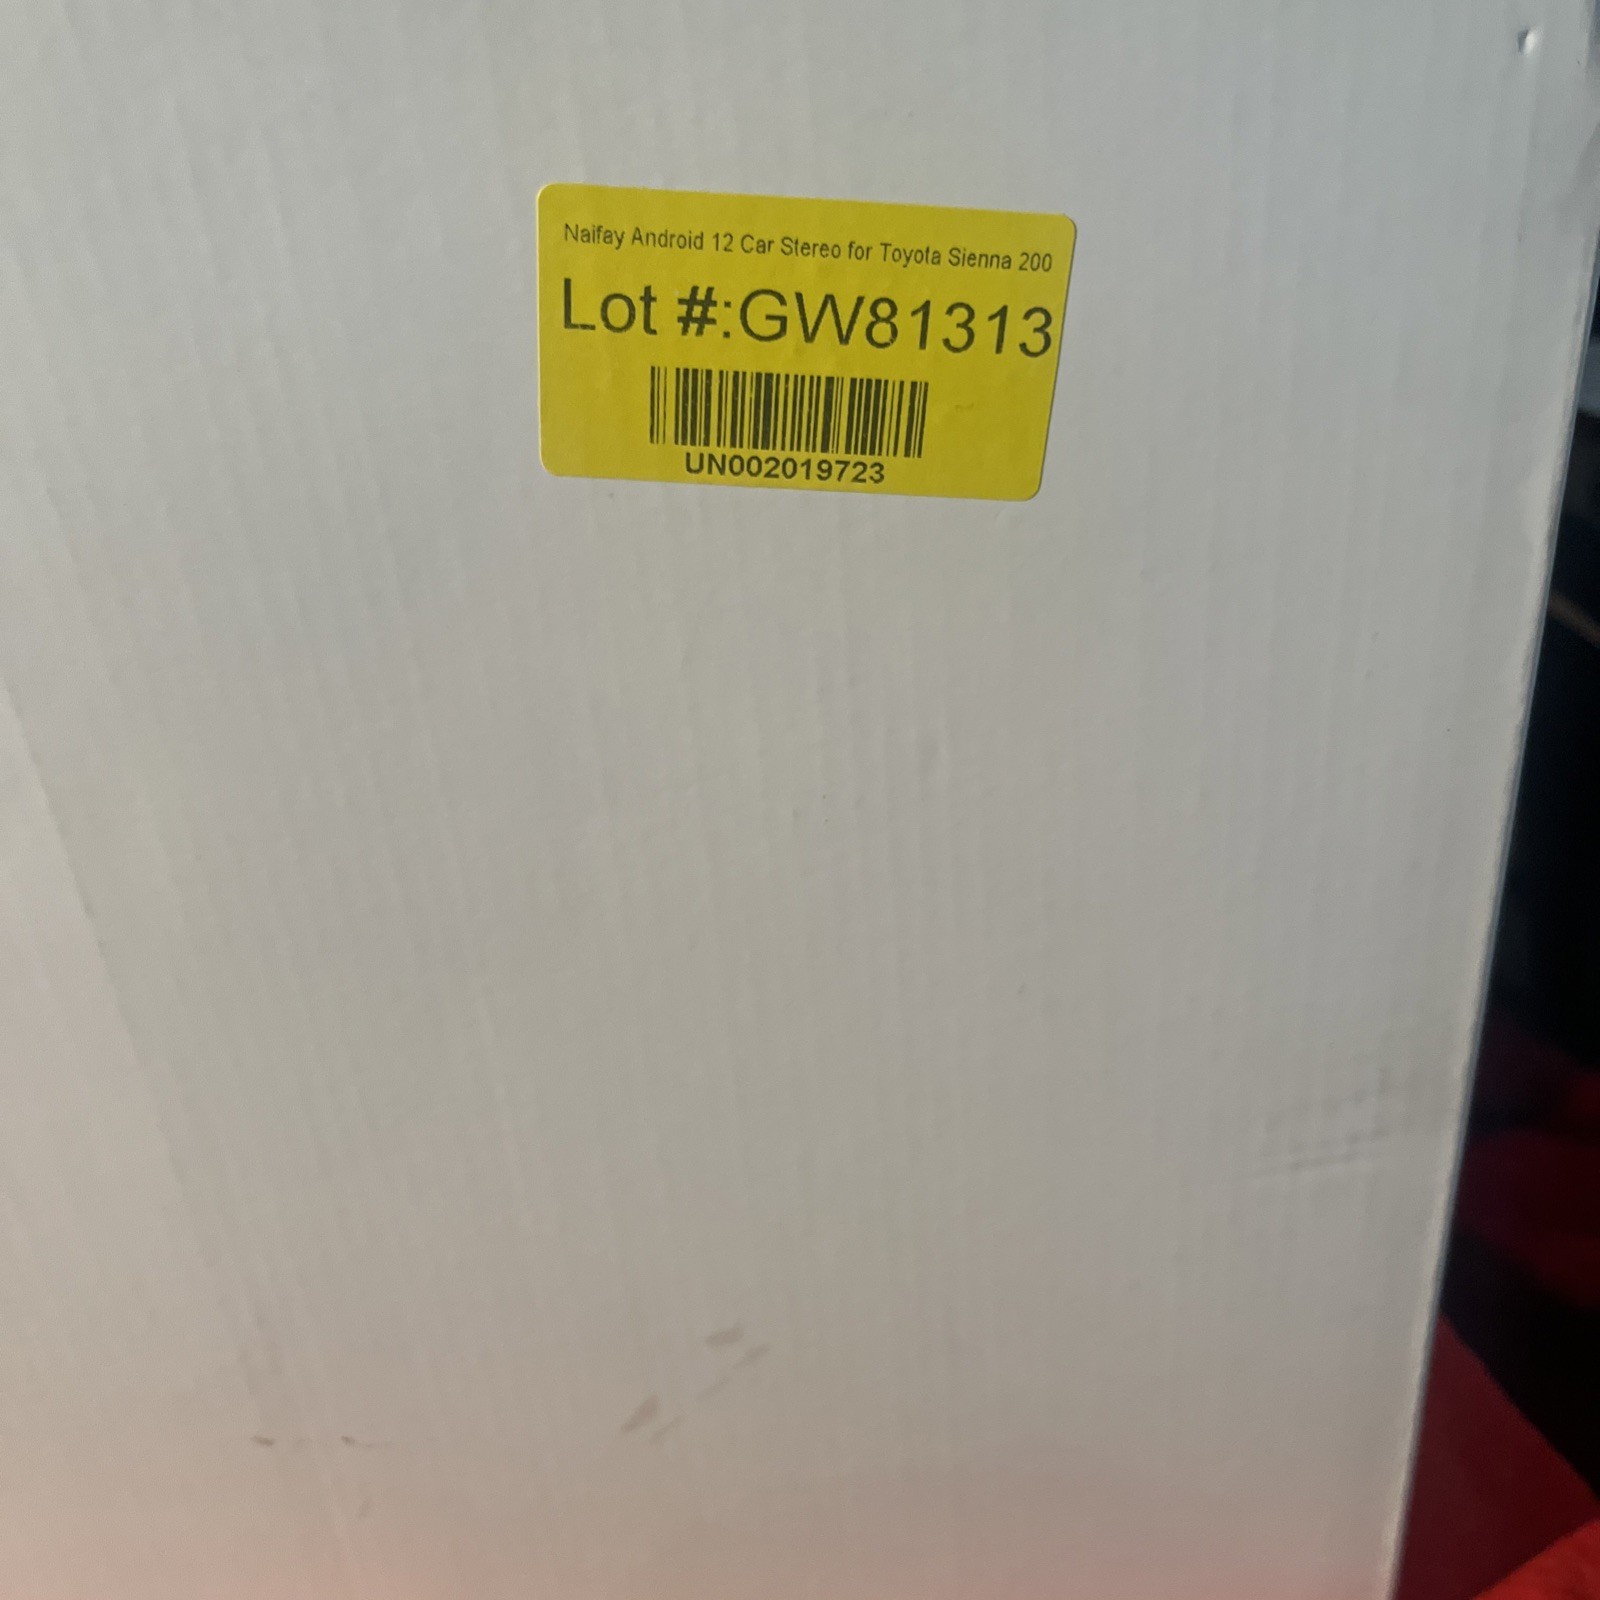 Naifay Android 12 Car Stereo for Toyota Sienna 200
Lot #:GW81313
UN002019723